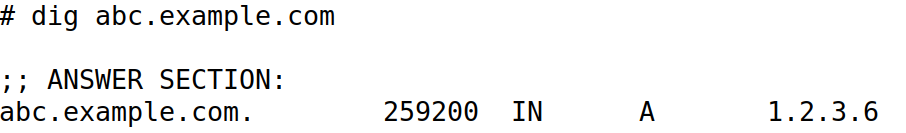 # dig abc.example.com
;; ANSWER SECTION:
abc.example.com. 259200 IN A 1.2.3.6